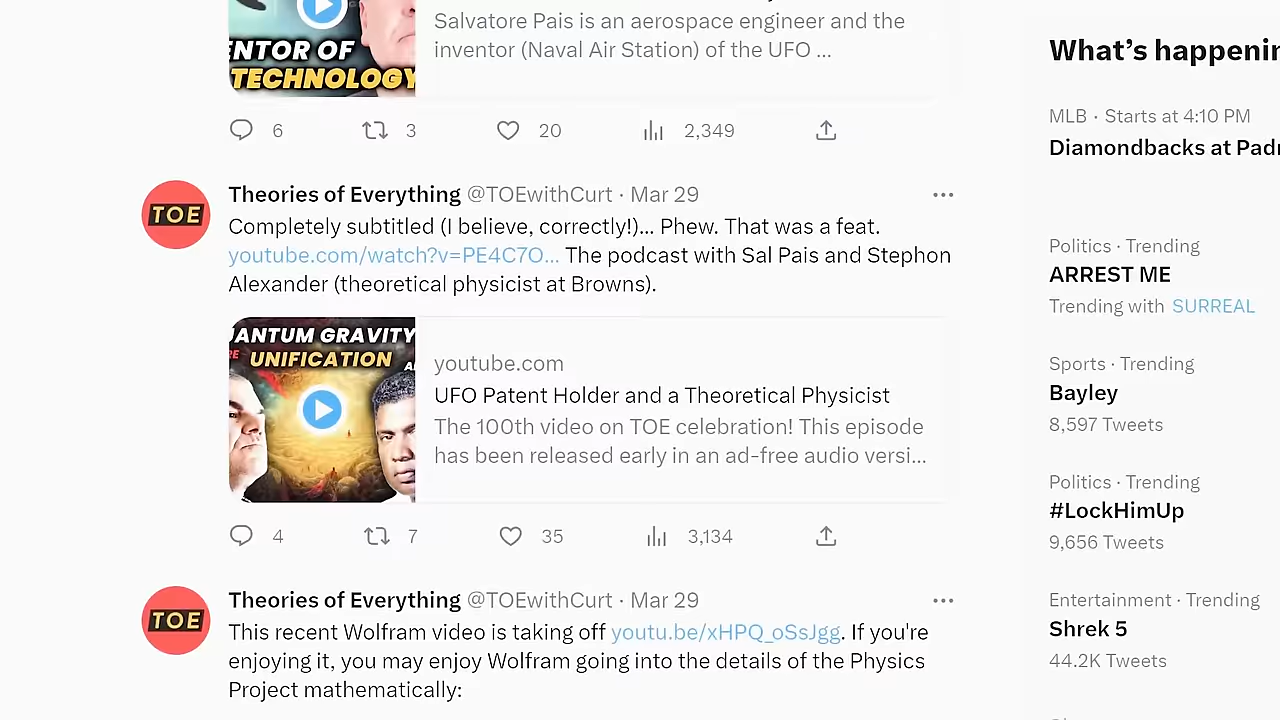 Salvatore Pais is an aerospace engineer and the
inventor (Naval Air Station) of the UFO ...
NTOR OF
TECHNOLOGY
6 3 20 2,349
Theories of Everything @TOEwithCurt · Mar 29
TOE
Completely subtitled (I believe, correctly!)... Phew. That was a feat.
youtube.com/watch?v=PE4C7O... The podcast with Sal Pais and Stephon
Alexander (theoretical physicist at Browns).
ANTUM GRAVITY
UNIFICATION
youtube.com
UFO Patent Holder and a Theoretical Physicist
The 100th video on TOE celebration! This episode
has been released early in an ad-free audio versi...
4 7 35 3,134
Theories of Everything @TOEwithCurt · Mar 29
TOE
This recent Wolfram video is taking off youtu.be/xHPQ_oSsJgg. If you're
enjoying it, you may enjoy Wolfram going into the details of the Physics
Project mathematically:
What’s happenin
MLB · Starts at 4:10 PM
Diamondbacks at Padr
Politics · Trending
ARREST ME
Trending with SURREAL
Sports · Trending
Bayley
8,597 Tweets
Politics · Trending
#LockHimUp
9,656 Tweets
Entertainment · Trending
Shrek 5
44.2K Tweets